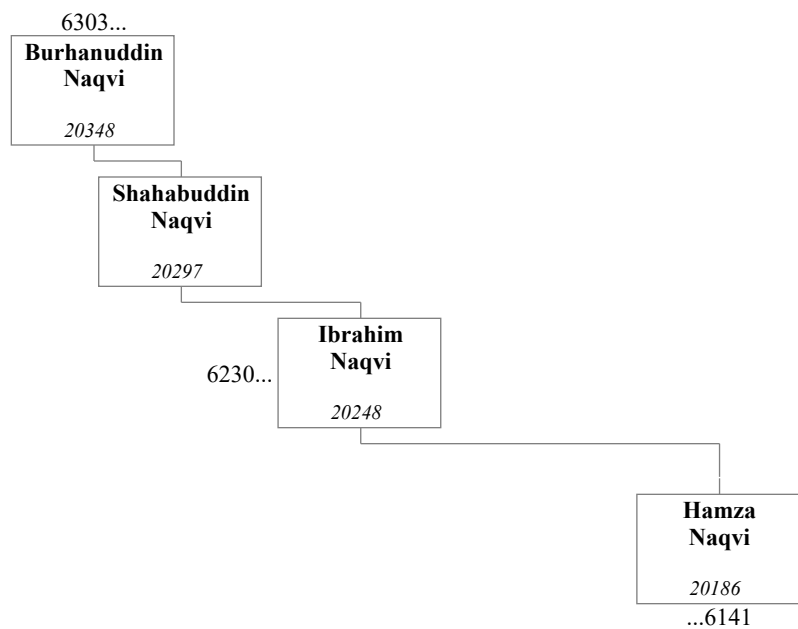 6303...
Burhanuddin
Naqvi
20348
Shahabuddin
Naqvi
20297
Ibrahim
Naqvi
6230...
20248
Hamza
Naqvi
20186
...6141